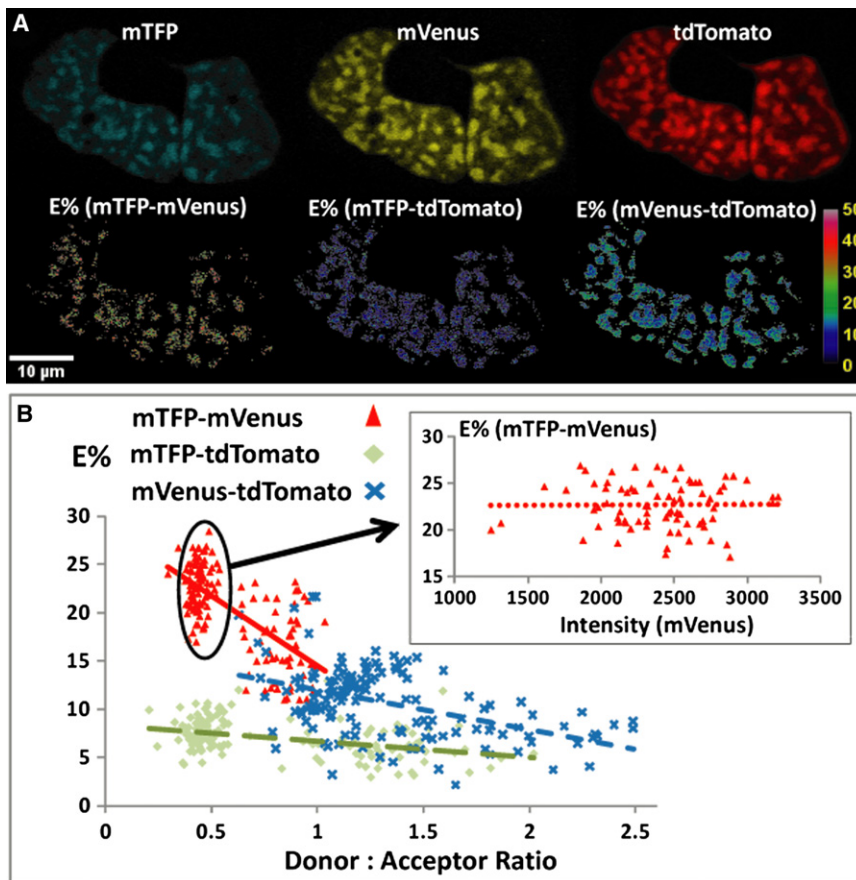 A
mTFP
mVenus
tdTomato
E% (mTFP-mVenus)
E% (mTFP-tdTomato)
E% (mVenus-tdTomato)
50
40
30
20
10
0
10 µm
B
mTFP-mVenus
E% mTFP-tdTomato
mVenus-tdTomato
30
25
20
15
10
5
0
0.5
1
1.5
2
2.5
Donor : Acceptor Ratio
E% (mTFP-mVenus)
30
25
20
15
1000
1500
2000
2500
3000
3500
Intensity (mVenus)